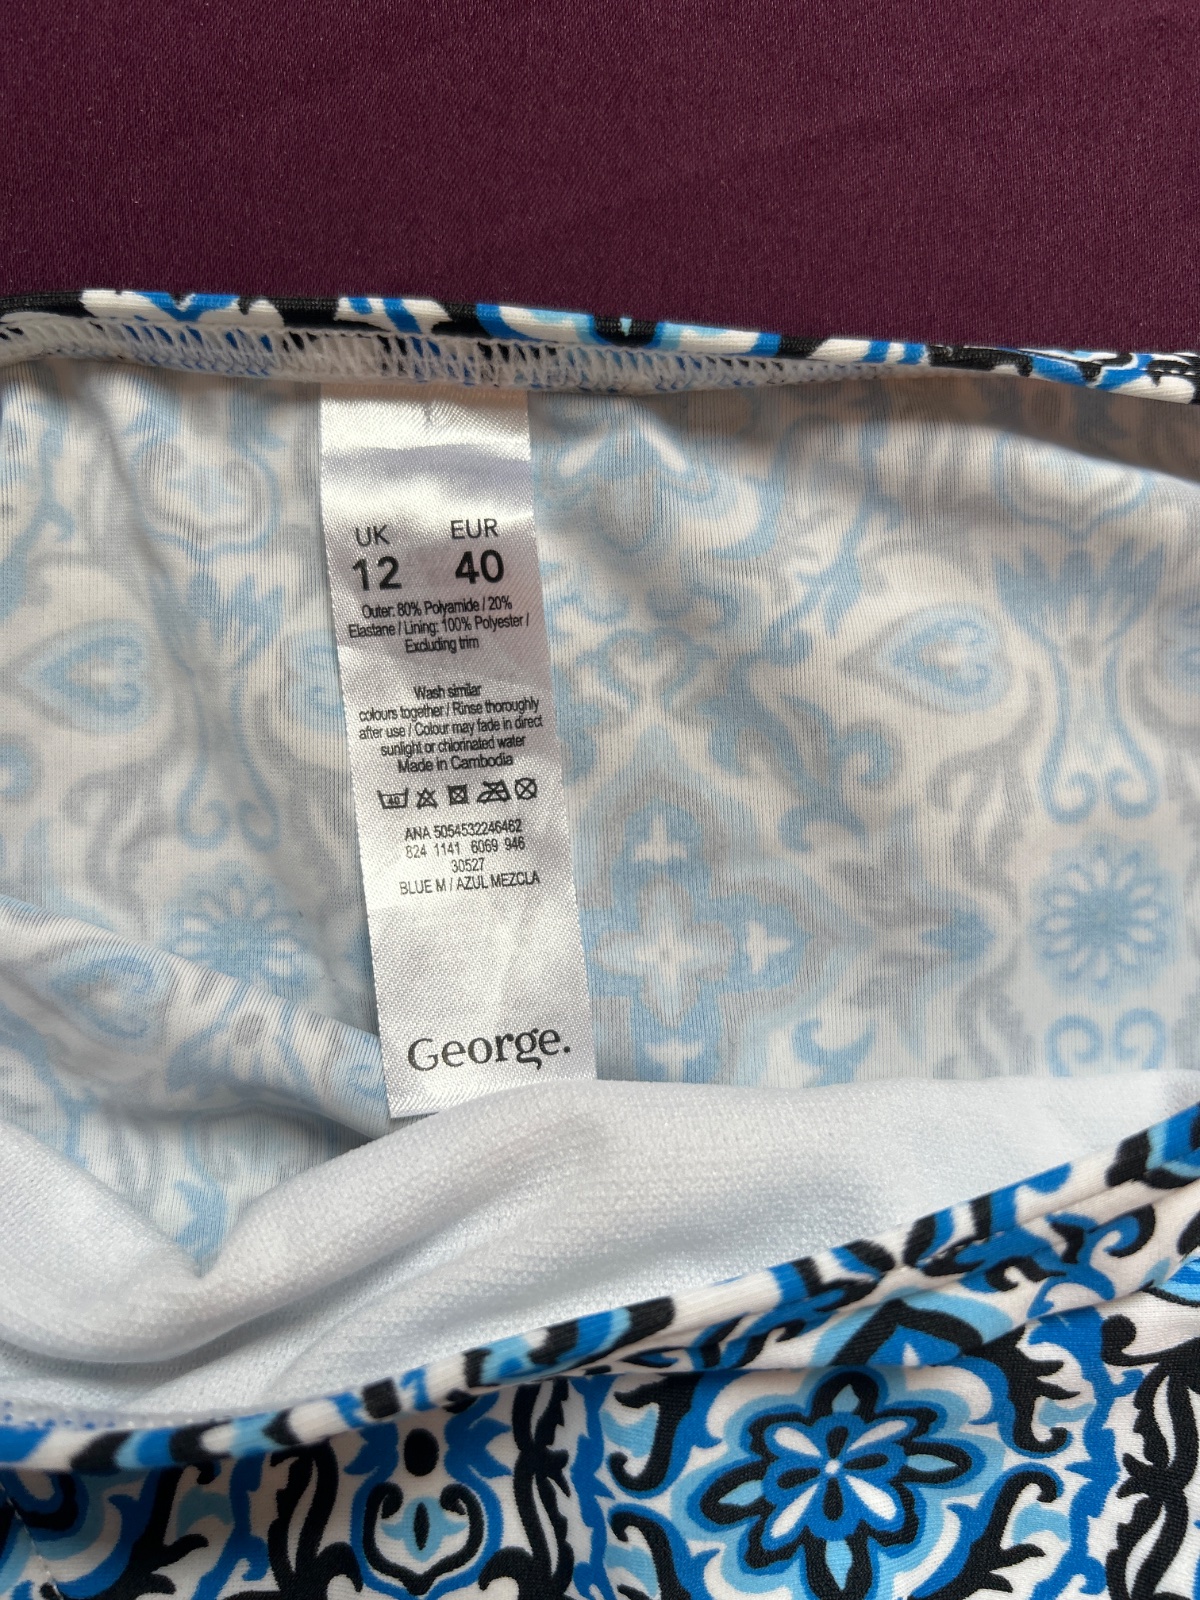 UK EUR
12 40
Outer: 80% Polyamide / 20%
Elastane / Lining: 100% Polyester /
Excluding trim
Wash similar
colours together / Rinse thoroughly
after use / Colour may fade in direct
sunlight or chlorinated water
Made in Cambodia
40
ANA 5054532246462
824 1141 6069 946
30527
BLUE M / AZUL MEZCLA
George.